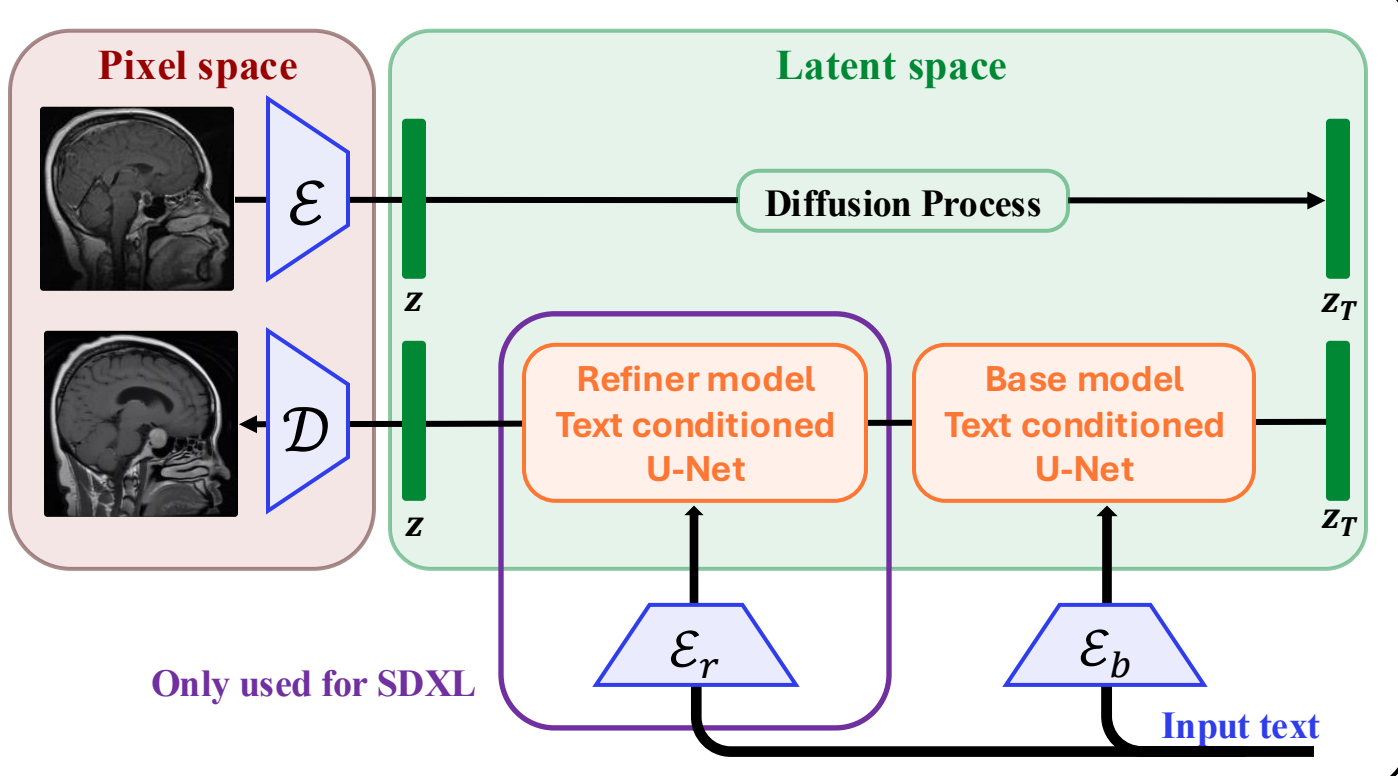 Pixel space
Latent space
ℰ
z
Diffusion Process
z_T
𝒟
z
Refiner model
Text conditioned
U-Net
Base model
Text conditioned
U-Net
z_T
ℰ_r
ℰ_b
Only used for SDXL
Input text